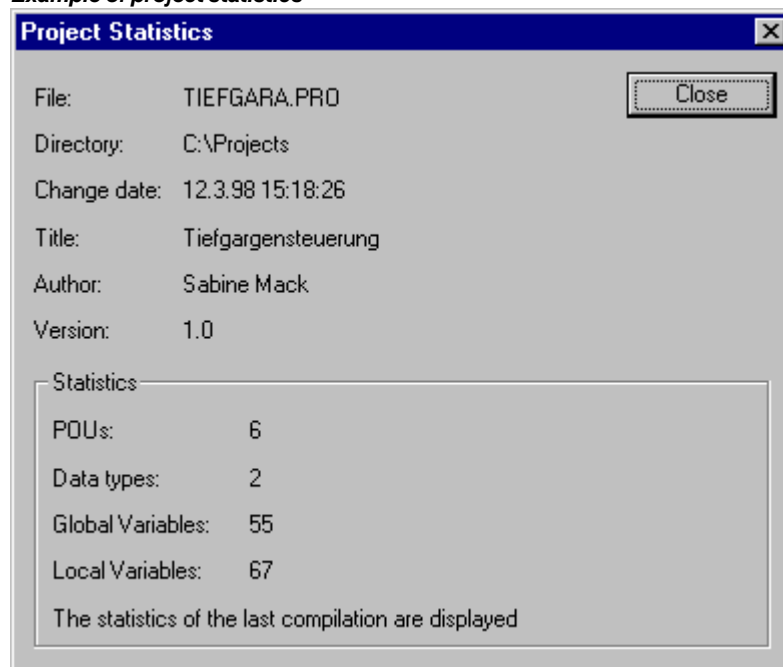 Example of project statistics
Project Statistics
File: TIEFGARA.PRO Close
Directory: C:\Projects
Change date: 12.3.98 15:18:26
Title: Tiefgargensteuerung
Author: Sabine Mack
Version: 1.0
Statistics
POUs: 6
Data types: 2
Global Variables: 55
Local Variables: 67
The statistics of the last compilation are displayed